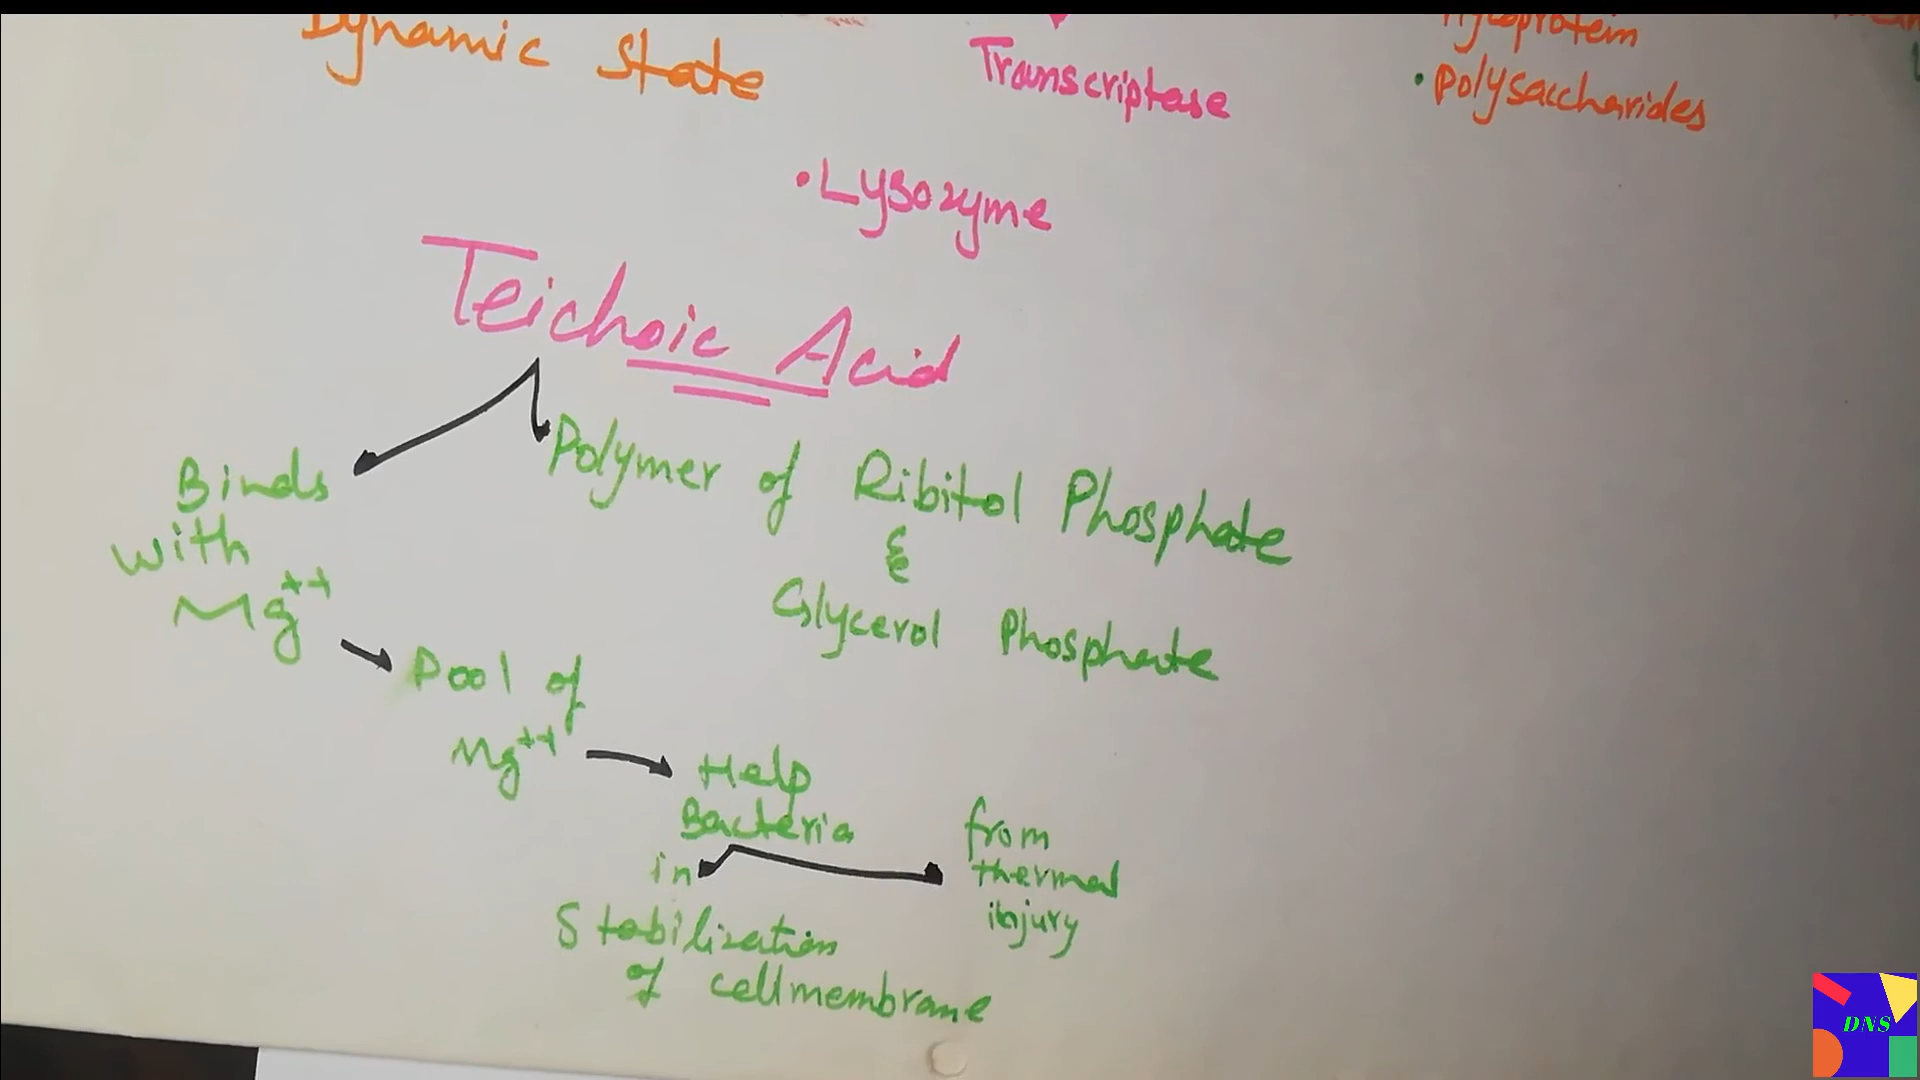 Dynamic State
Transcriptase
• Polysaccharides
• Lysozyme
Teichoic Acid
Binds
with
Mg++
Polymer of Ribitol Phosphate
&
Glycerol Phosphate
Pool of
Mg++
Help
Bacteria
in
Stabilization
of cellmembrane
from
thermal
injury
DNS